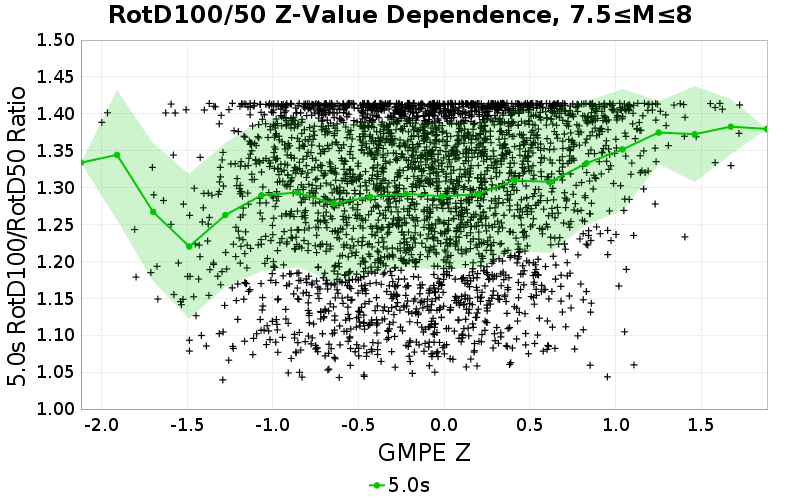 RotD100/50 Z-Value Dependence, 7.5≤M≤8
1.50
1.45
1.40
1.35
1.30
1.25
1.20
1.15
1.10
1.05
1.00
5.0s RotD100/RotD50 Ratio
-2.0 -1.5 -1.0 -0.5 0.0 0.5 1.0 1.5
GMPE Z
5.0s